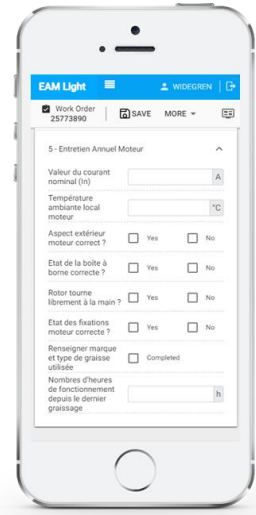 EAM Light WIDEGREN
Work Order
25773890 SAVE MORE
5 - Entretien Annuel Moteur
Valeur du courant
nominal (In) A
Température
ambiante local
moteur °C
Aspect extérieur
moteur correct ? Yes No
Etat de la boîte à
borne correcte ? Yes No
Rotor tourne
librement à la main ? Yes No
Etat des fixations
moteur correcte ? Yes No
Renseigner marque
et type de graisse
utilisée Completed
Nombres d'heures
de fonctionnement
depuis le dernier
graissage h